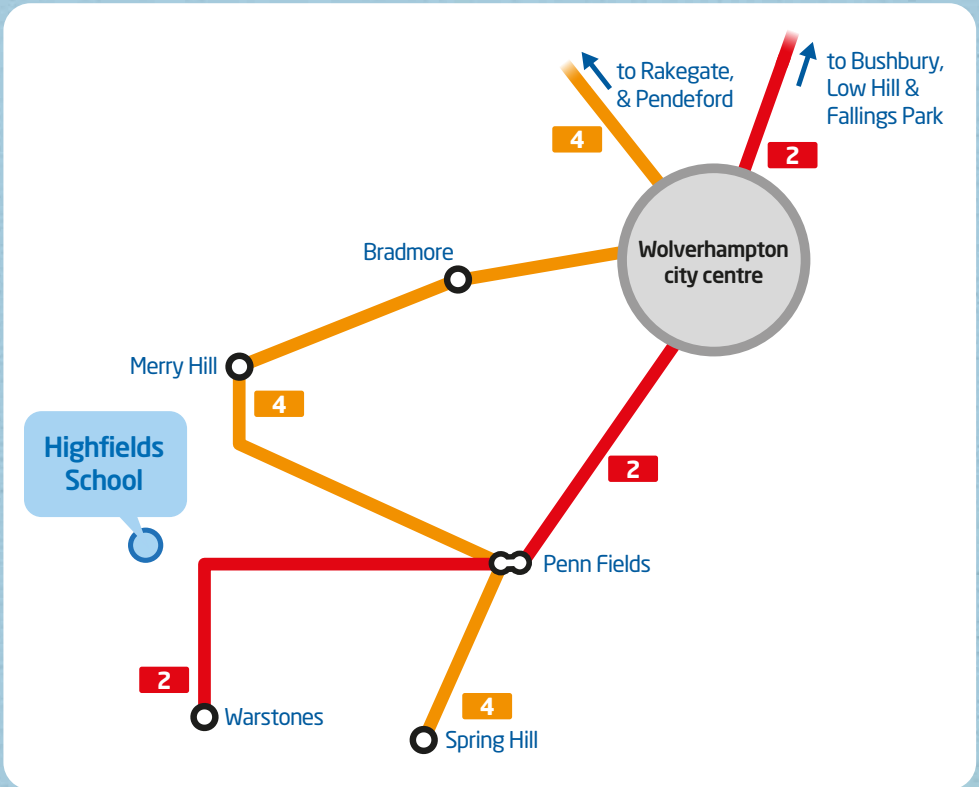 to Rakegate,
& Pendeford
to Bushbury,
Low Hill &
Fallings Park
4
2
Wolverhampton
city centre
Bradmore
Merry Hill
4
Highfields
School
2
Penn Fields
2
Warstones
4
Spring Hill